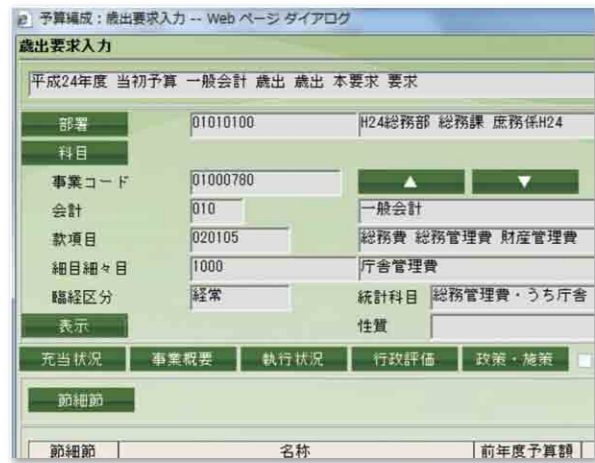 予算編成：歳出要求入力 -- Web ページ ダイアログ
歳出要求入力
平成24年度 当初予算 一般会計 歳出 歳出 本要求 要求
部署 01010100 H24総務部 総務課 庶務係H24
科目
事業コード 01000780 ▲ ▼
会計 010 一般会計
款項目 020105 総務費 総務管理費 財産管理費
細目細々目 1000 庁舎管理費
臨経区分 経常 統計科目 総務管理費・うち庁舎
表示 性質
充当状況 事業概要 執行状況 行政評価 政策・施策
節細節
節細節 名称 前年度予算額